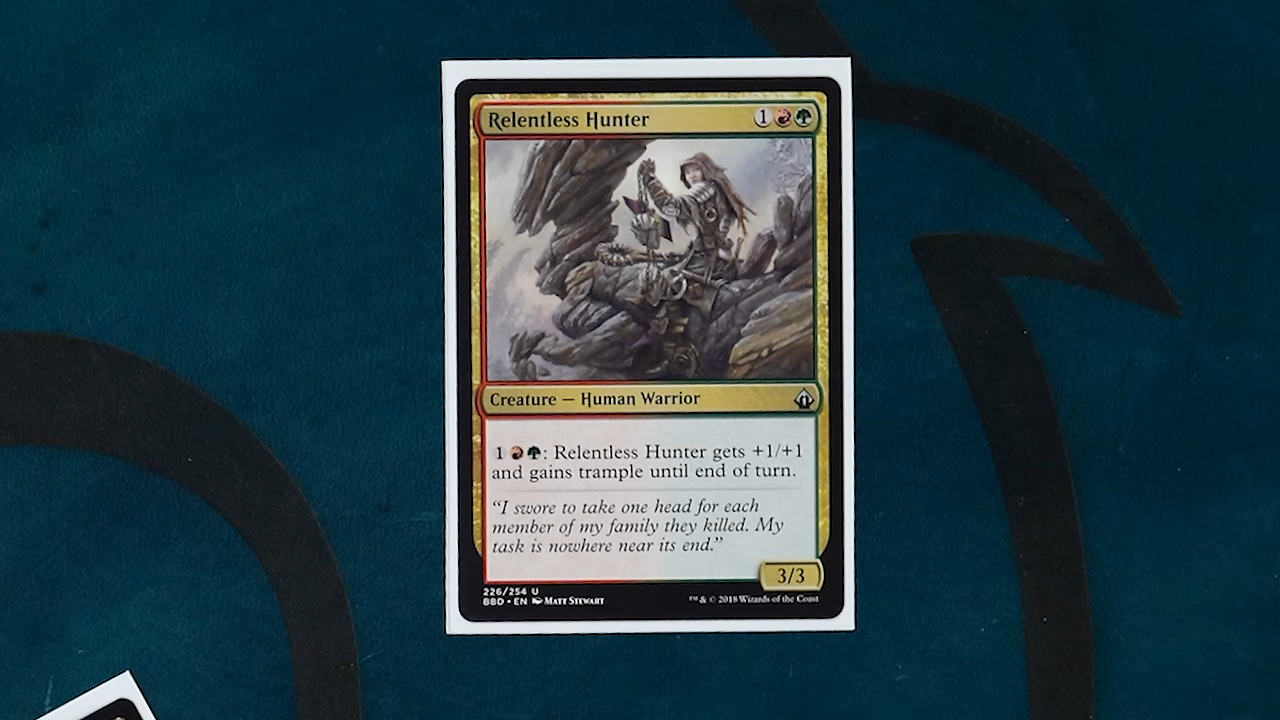 Relentless Hunter 1
Creature — Human Warrior
1 : Relentless Hunter gets +1/+1
and gains trample until end of turn.
“I swore to take one head for each
member of my family they killed. My
task is nowhere near its end.”
3/3
226/254 U
BBD • EN Matt Stewart ™ & © 2018 Wizards of the Coast